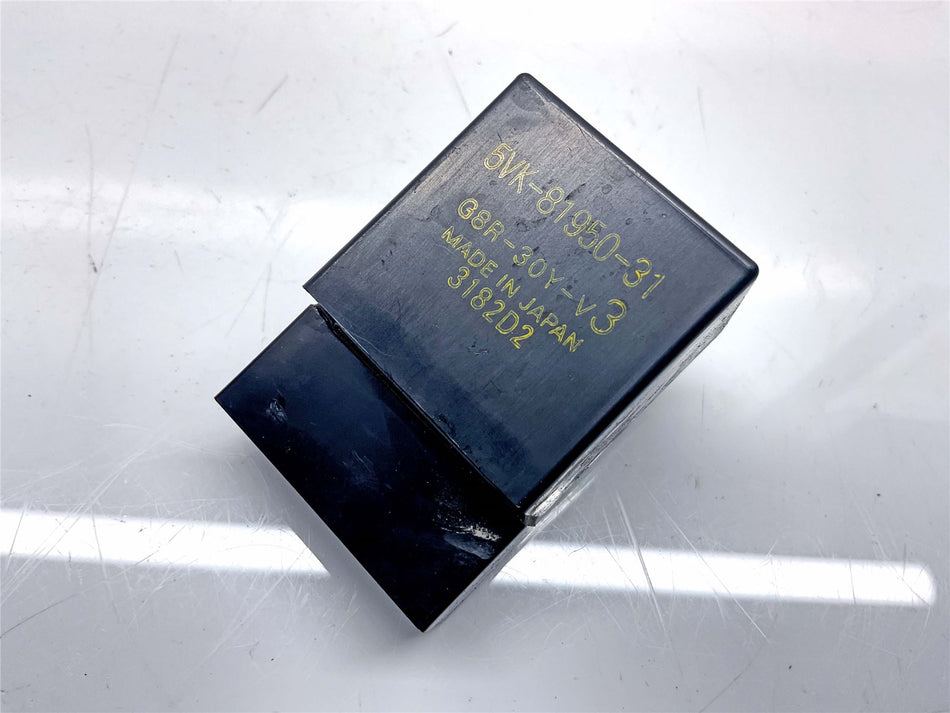 5VK-81950-31
G8R-30Y-V3
MADE IN JAPAN
3182D2